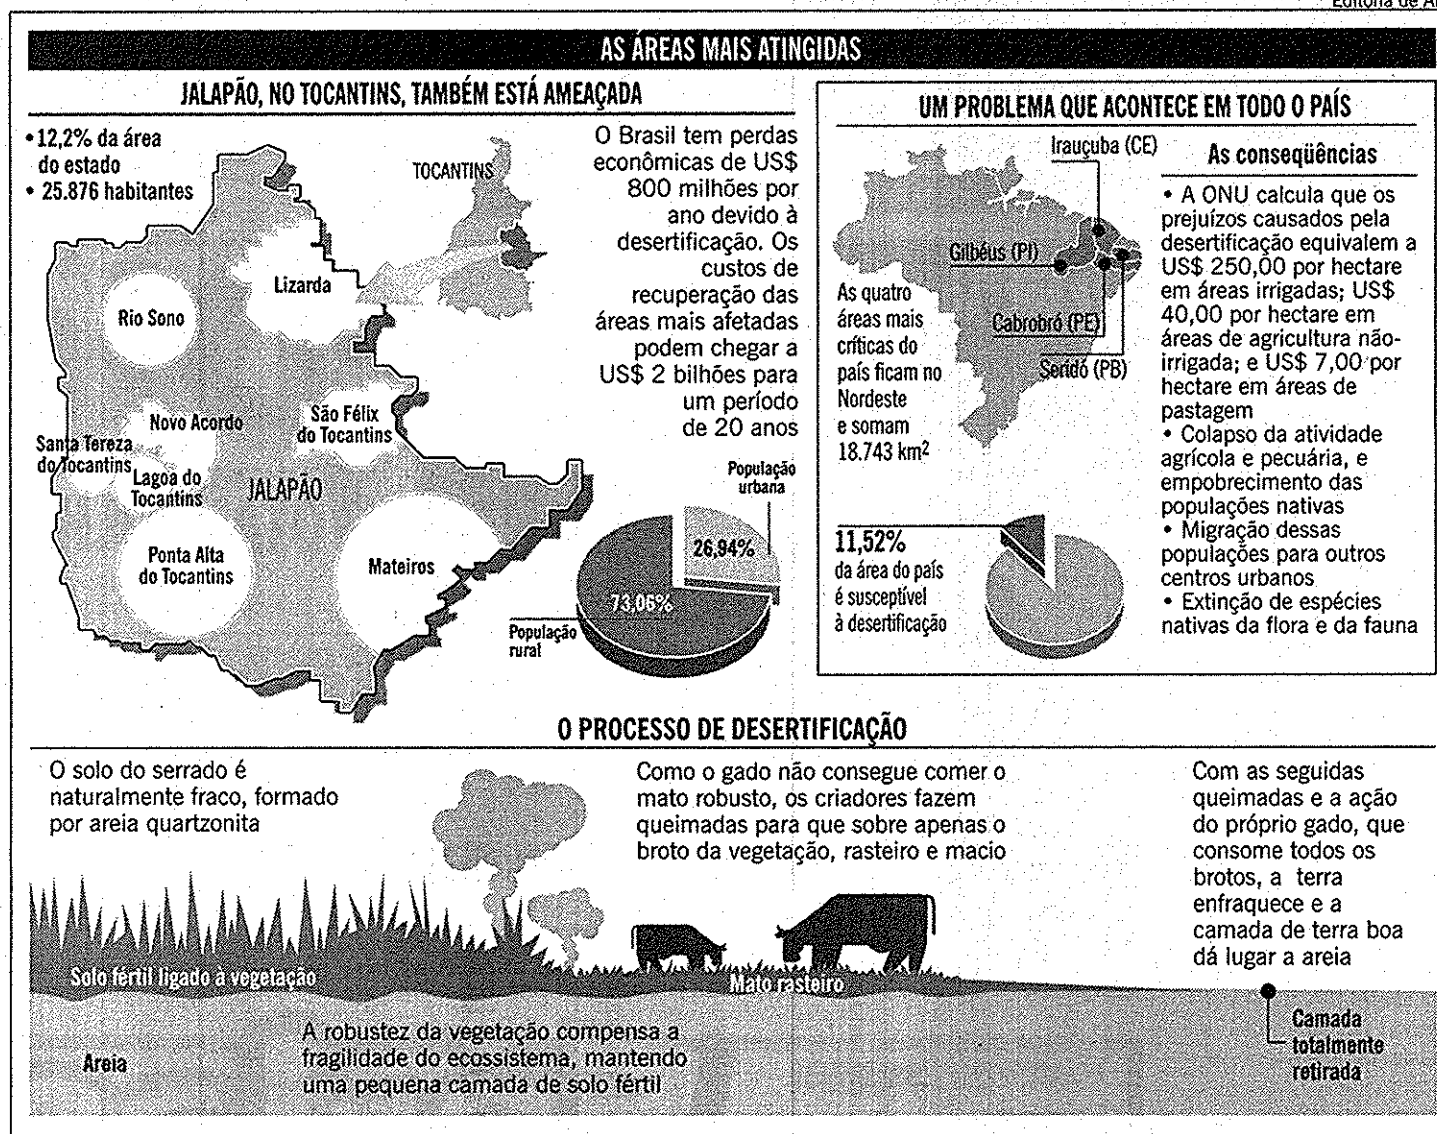 Editoria de
AS ÁREAS MAIS ATINGIDAS
JALAPÃO, NO TOCANTINS, TAMBÉM ESTÁ AMEAÇADA
• 12,2% da área
do estado
• 25.876 habitantes
TOCANTINS
Lizarda
Rio Sono
Novo Acordo
São Félix
do Tocantins
Santa Tereza
do Tocantins
Lagoa do
Tocantins
JALAPÃO
Ponta Alta
do Tocantins
Mateiros
O Brasil tem perdas
econômicas de US$
800 milhões por
ano devido à
desertificação. Os
custos de
recuperação das
áreas mais afetadas
podem chegar a
US$ 2 bilhões para
um período
de 20 anos
População
urbana
26,94%
73,06%
População
rural
UM PROBLEMA QUE ACONTECE EM TODO O PAÍS
Irauçuba (CE)
Gilbéus (PI)
Cabrobró (PE)
Seridó (PB)
As quatro
áreas mais
críticas do
país ficam no
Nordeste
e somam
18.743 km²
11,52%
da área do país
é susceptível
à desertificação
As conseqüências
• A ONU calcula que os
prejuízos causados pela
desertificação equivalem a
US$ 250,00 por hectare
em áreas irrigadas; US$
40,00 por hectare em
áreas de agricultura não-
irrigada; e US$ 7,00 por
hectare em áreas de
pastagem
• Colapso da atividade
agrícola e pecuária, e
empobrecimento das
populações nativas
• Migração dessas
populações para outros
centros urbanos
• Extinção de espécies
nativas da flora e da fauna
O PROCESSO DE DESERTIFICAÇÃO
O solo do serrado é
naturalmente fraco, formado
por areia quartzonita
Como o gado não consegue comer o
mato robusto, os criadores fazem
queimadas para que sobre apenas o
broto da vegetação, rasteiro e macio
Com as seguidas
queimadas e a ação
do próprio gado, que
consome todos os
brotos, a terra
enfraquece e a
camada de terra boa
dá lugar a areia
Solo fértil ligado à vegetação
Mato rasteiro
Areia
A robustez da vegetação compensa a
fragilidade do ecossistema, mantendo
uma pequena camada de solo fértil
Camada
totalmente
retirada